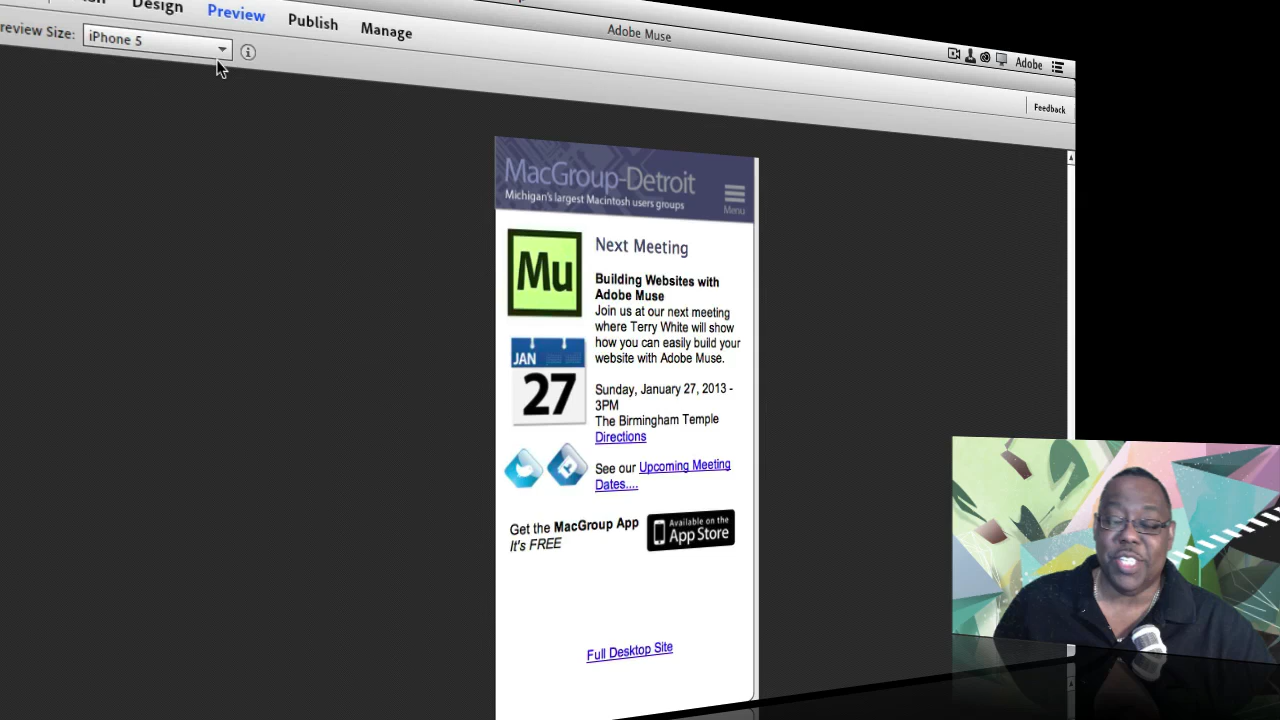 Adobe Muse
Design
Preview
Publish
Manage
Adobe
review Size:
iPhone 5
Feedback
MacGroup-Detroit
Michigan's largest Macintosh users groups
Menu
Mu
Next Meeting
Building Websites with
Adobe Muse
Join us at our next meeting
where Terry White will show
how you can easily build your
website with Adobe Muse.
JAN
27
Sunday, January 27, 2013 -
3PM
The Birmingham Temple
Directions
See our Upcoming Meeting
Dates....
Get the MacGroup App
It's FREE
Available on the
App Store
Full Desktop Site